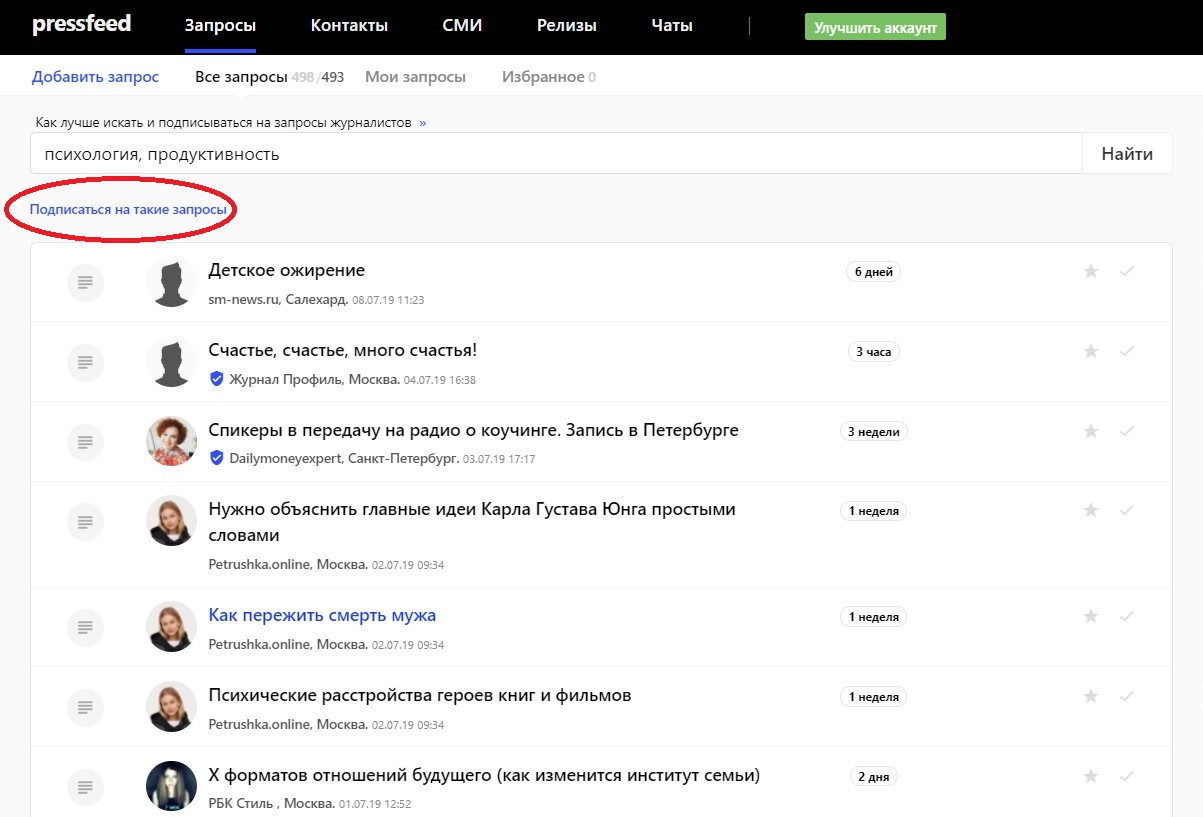 pressfeed Запросы Контакты СМИ Релизы Чаты Улучшить аккаунт
Добавить запрос Все запросы 498/493 Мои запросы Избранное 0
Как лучше искать и подписываться на запросы журналистов »
психология, продуктивность Найти
Подписаться на такие запросы
Детское ожирение 6 дней
sm-news.ru, Салехард. 08.07.19 11:23
Счастье, счастье, много счастья! 3 часа
Журнал Профиль, Москва. 04.07.19 16:38
Спикеры в передачу на радио о коучинге. Запись в Петербурге 3 недели
Dailymoneyexpert, Санкт-Петербург. 03.07.19 17:17
Нужно объяснить главные идеи Карла Густава Юнга простыми 1 неделя
словами
Petrushka.online, Москва. 02.07.19 09:34
Как пережить смерть мужа 1 неделя
Petrushka.online, Москва. 02.07.19 09:34
Психические расстройства героев книг и фильмов 1 неделя
Petrushka.online, Москва. 02.07.19 09:34
Х форматов отношений будущего (как изменится институт семьи) 2 дня
РБК Стиль , Москва. 01.07.19 12:52